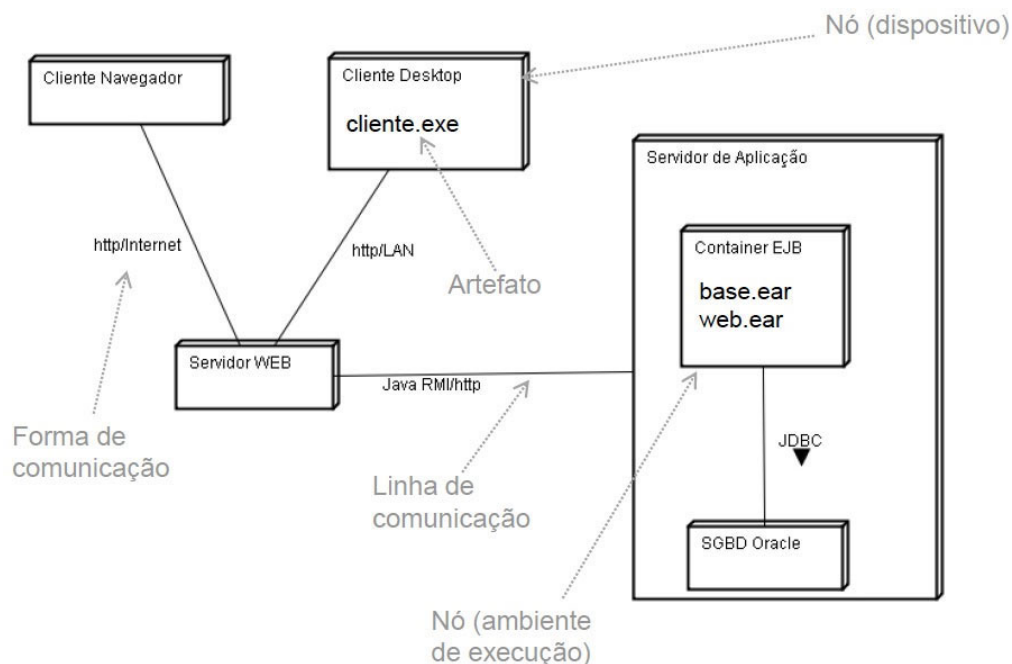 Nó (dispositivo)
Cliente Navegador
Cliente Desktop
cliente.exe
Servidor de Aplicação
http/Internet
http/LAN
Container EJB
Artefato
base.ear
web.ear
Servidor WEB
Java RMI/http
Forma de
comunicação
JDBC
Linha de
comunicação
SGBD Oracle
Nó (ambiente
de execução)